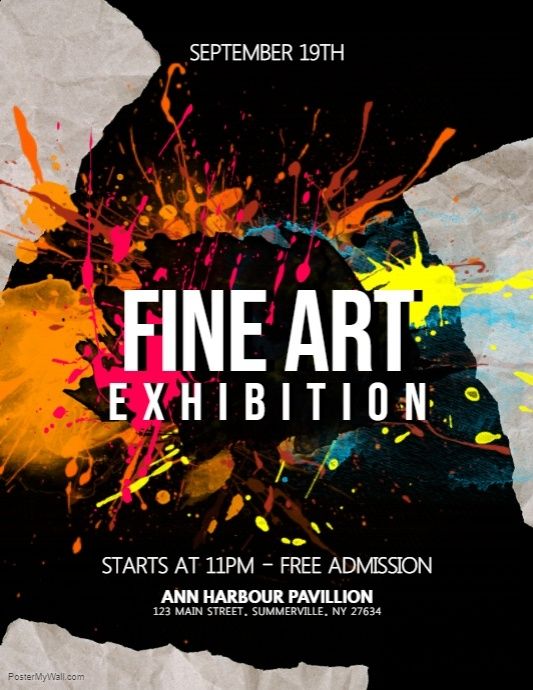 SEPTEMBER 19TH
FINE ART
EXHIBITION
STARTS AT 11PM - FREE ADMISSION
ANN HARBOUR PAVILLION
123 MAIN STREET, SUMMERVILLE, NY 27634
PosterMyWall.com